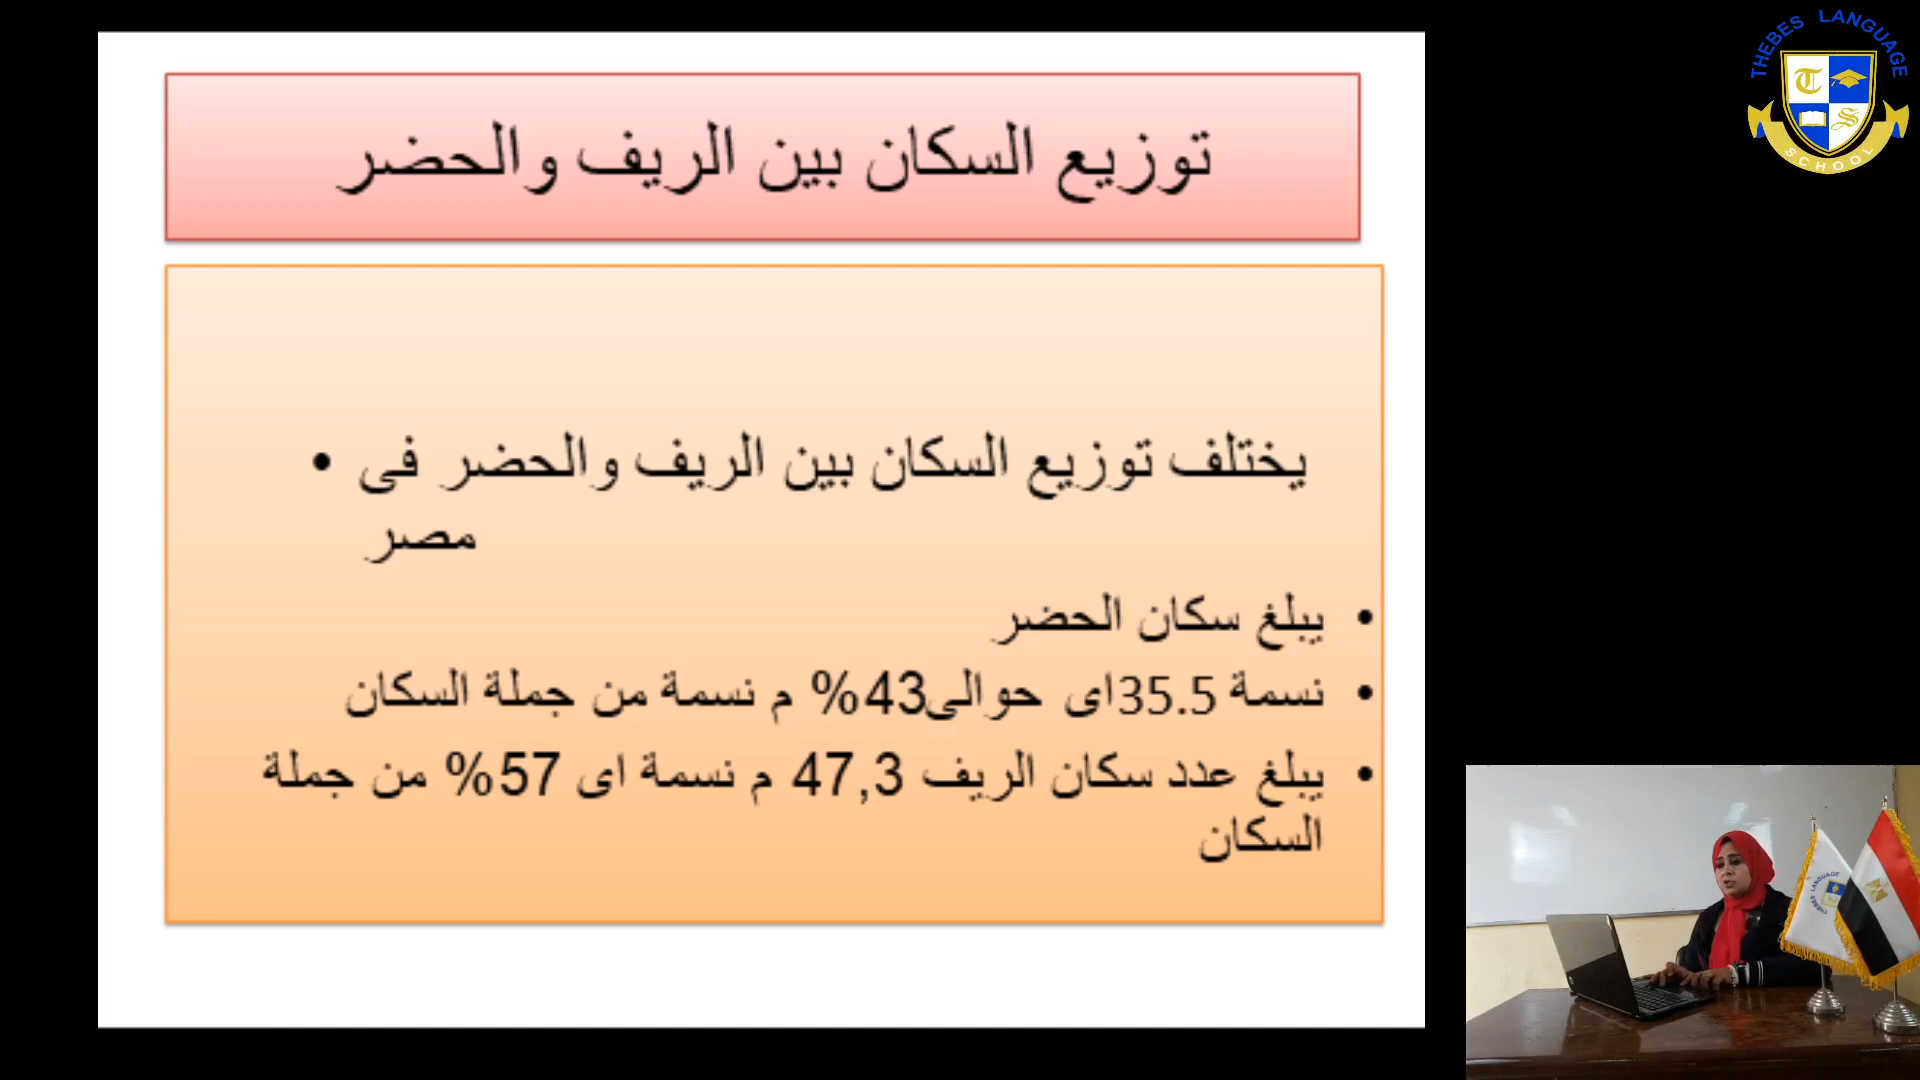 توزيع السكان بين الريف والحضر
يختلف توزيع السكان بين الريف والحضر فى
مصر
يبلغ سكان الحضر
نسمة 35.5اى حوالى43% م نسمة من جملة السكان
يبلغ عدد سكان الريف 47,3 م نسمة اى 57% من جملة
السكان
THEBES LANGUAGE
T
S
SCHOOL
THEBES LANGUAGE